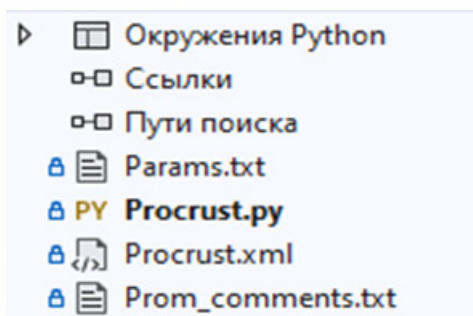 Окружения Python
Ссылки
Пути поиска
Params.txt
PY Procrust.py
Procrust.xml
Prom_comments.txt